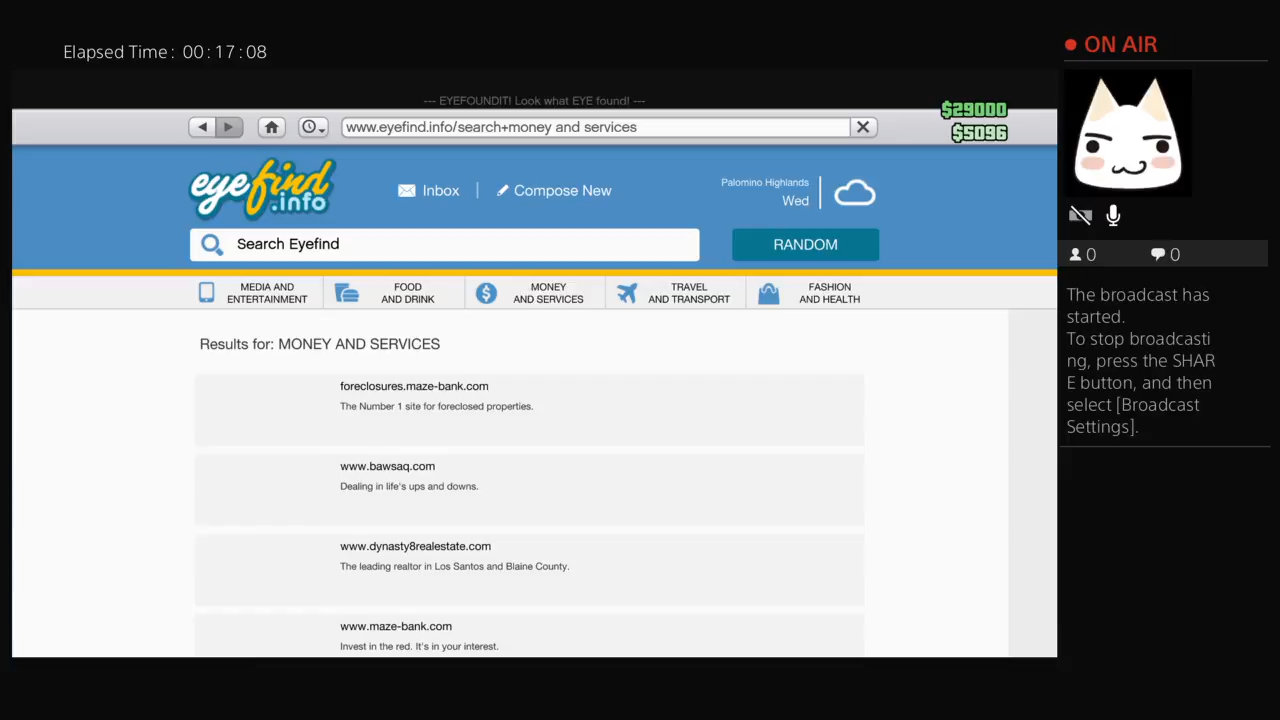 Elapsed Time: 00:17:08
ON AIR
--- EYEFOUNDIT! Look what EYE found! ---
$29000
www.eyefind.info/search+money and services
$5096
eyefind.info
Inbox
Compose New
Palomino Highlands
Wed
Search Eyefind
RANDOM
0
0
MEDIA AND
ENTERTAINMENT
FOOD
AND DRINK
MONEY
AND SERVICES
TRAVEL
AND TRANSPORT
FASHION
AND HEALTH
Results for: MONEY AND SERVICES
foreclosures.maze-bank.com
The Number 1 site for foreclosed properties.
www.bawsaq.com
Dealing in life's ups and downs.
www.dynasty8realestate.com
The leading realtor in Los Santos and Blaine County.
www.maze-bank.com
Invest in the red. It's in your interest.
The broadcast has
started.
To stop broadcasti
ng, press the SHAR
E button, and then
select [Broadcast
Settings].